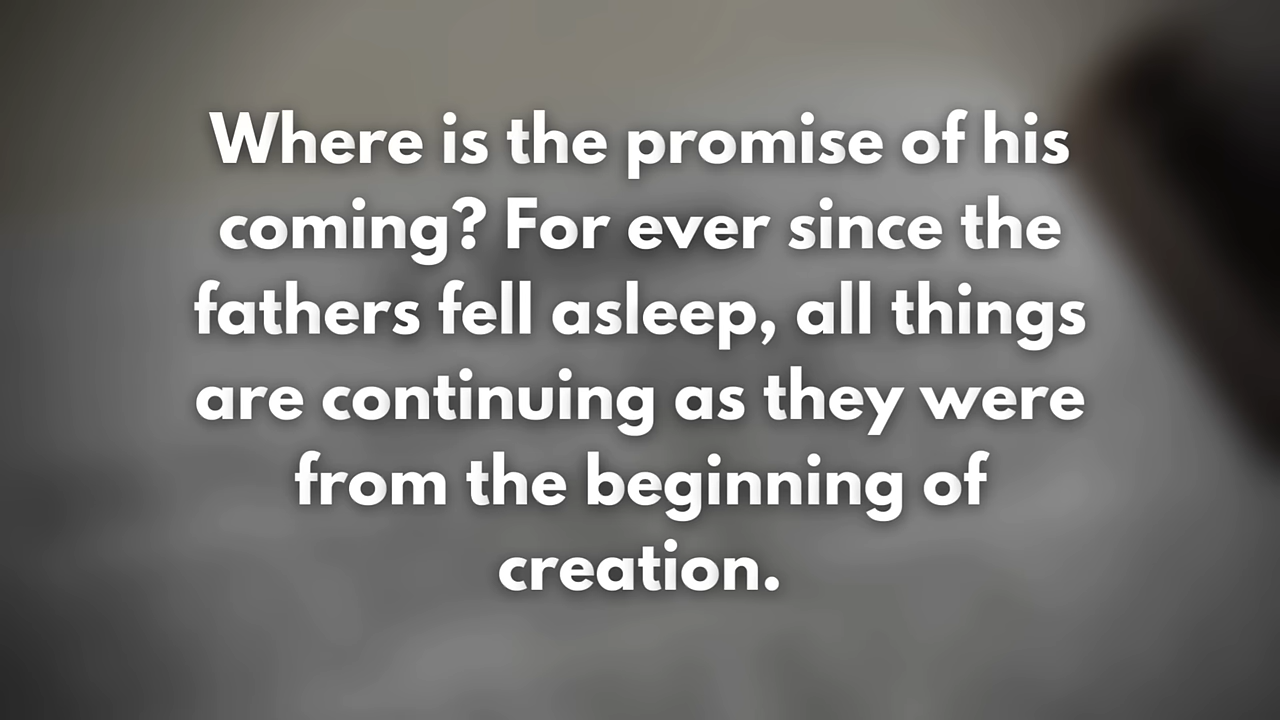 Where is the promise of his
coming? For ever since the
fathers fell asleep, all things
are continuing as they were
from the beginning of
creation.